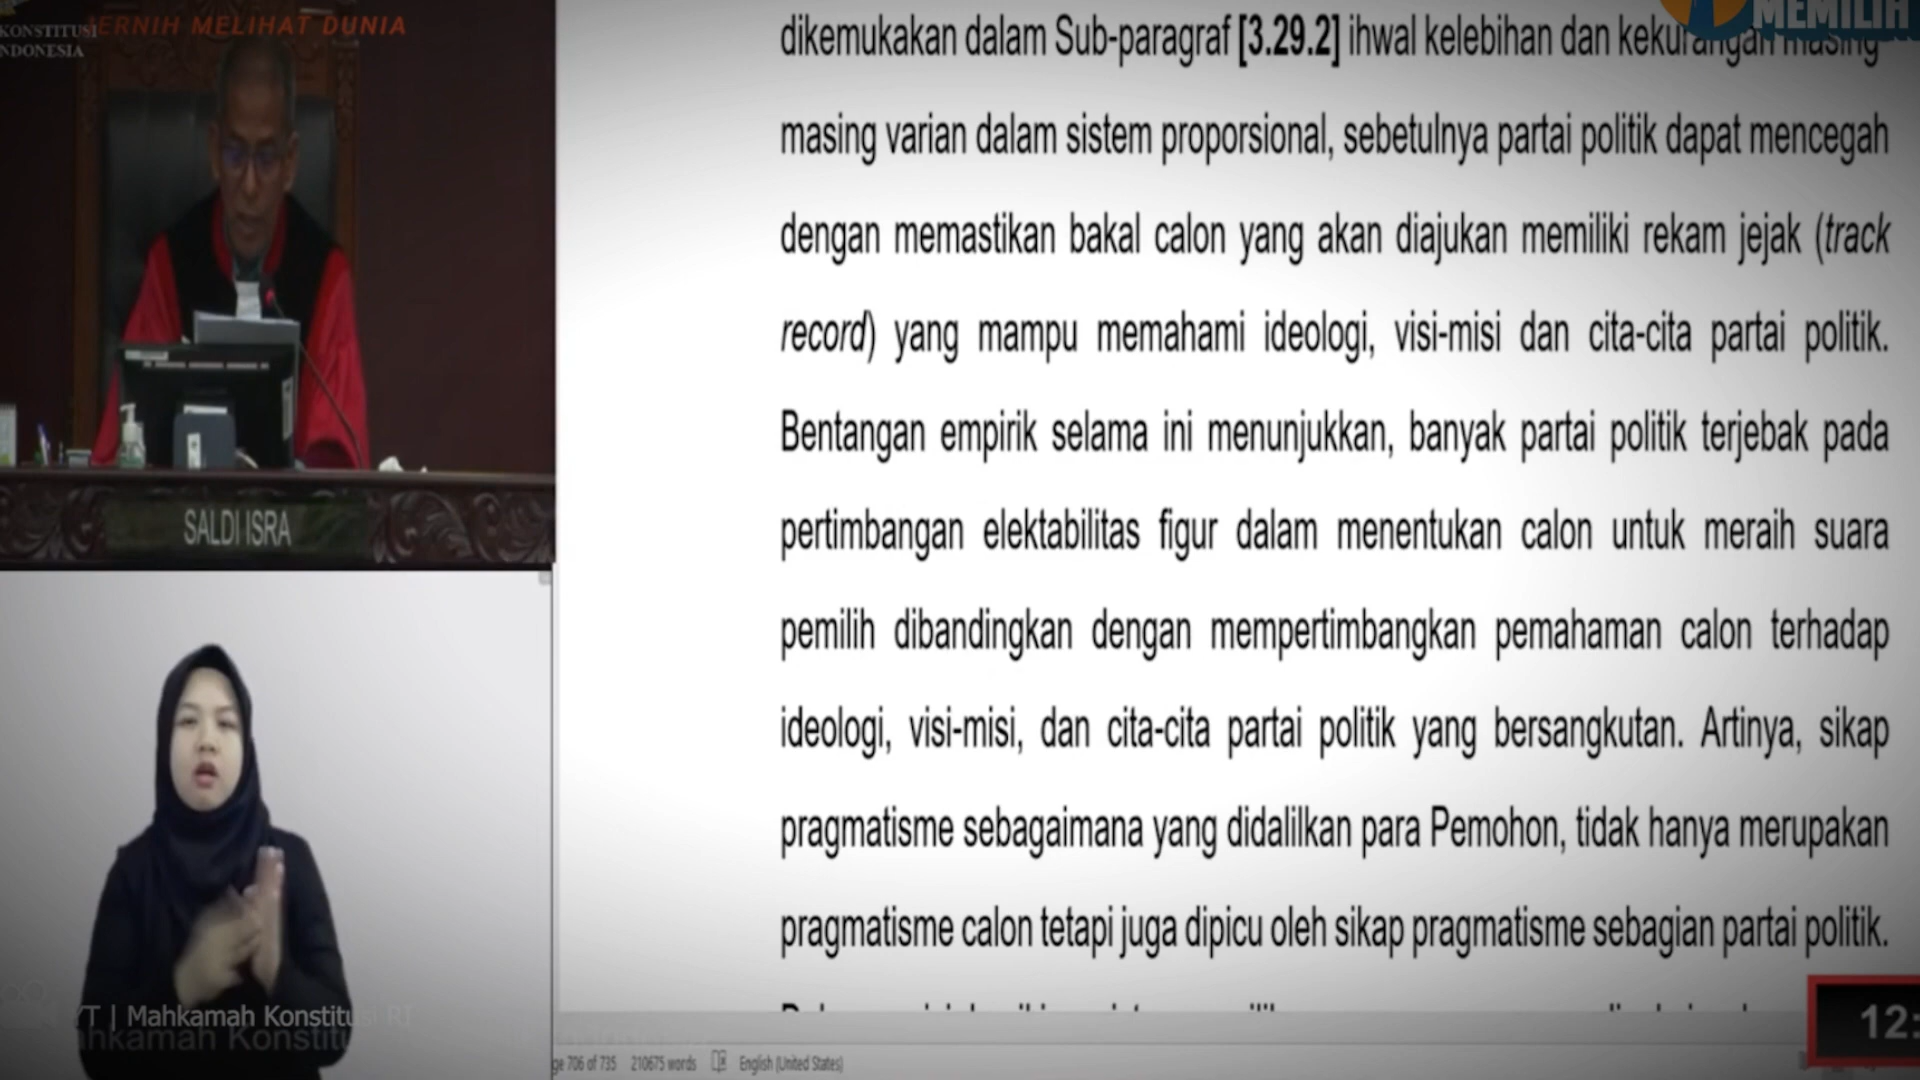 KONSTITUSI
NDONESIA
JERNIH MELIHAT DUNIA
MEMILIH
SALDI ISRA
YT | Mahkamah Konstitusi RI
dikemukakan dalam Sub-paragraf [3.29.2] ihwal kelebihan dan kekurangan masing-
masing varian dalam sistem proporsional, sebetulnya partai politik dapat mencegah
dengan memastikan bakal calon yang akan diajukan memiliki rekam jejak (track
record) yang mampu memahami ideologi, visi-misi dan cita-cita partai politik.
Bentangan empirik selama ini menunjukkan, banyak partai politik terjebak pada
pertimbangan elektabilitas figur dalam menentukan calon untuk meraih suara
pemilih dibandingkan dengan mempertimbangkan pemahaman calon terhadap
ideologi, visi-misi, dan cita-cita partai politik yang bersangkutan. Artinya, sikap
pragmatisme sebagaimana yang didalilkan para Pemohon, tidak hanya merupakan
pragmatisme calon tetapi juga dipicu oleh sikap pragmatisme sebagian partai politik.
ge 706 of 735 210675 words English (United States)
12: